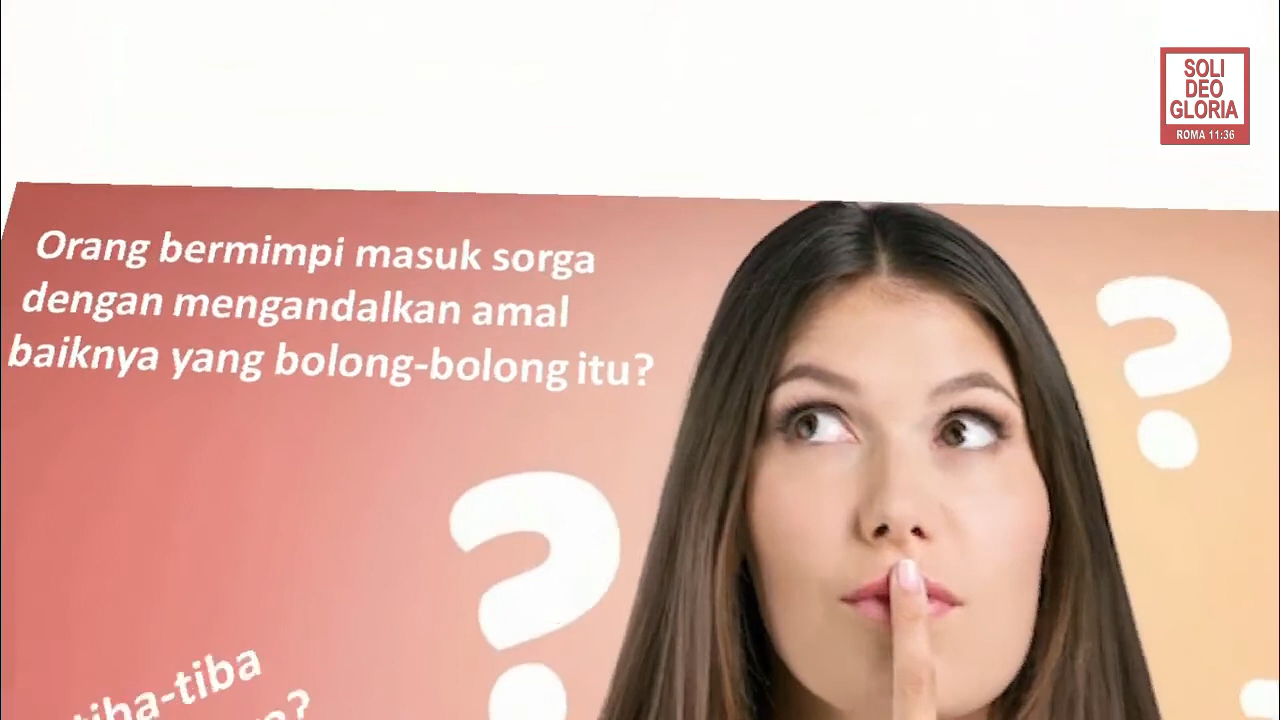 SOLI
DEO
GLORIA
ROMA 11:36
Orang bermimpi masuk sorga
dengan mengandalkan amal
baiknya yang bolong-bolong itu?
?
?
tiba-tiba